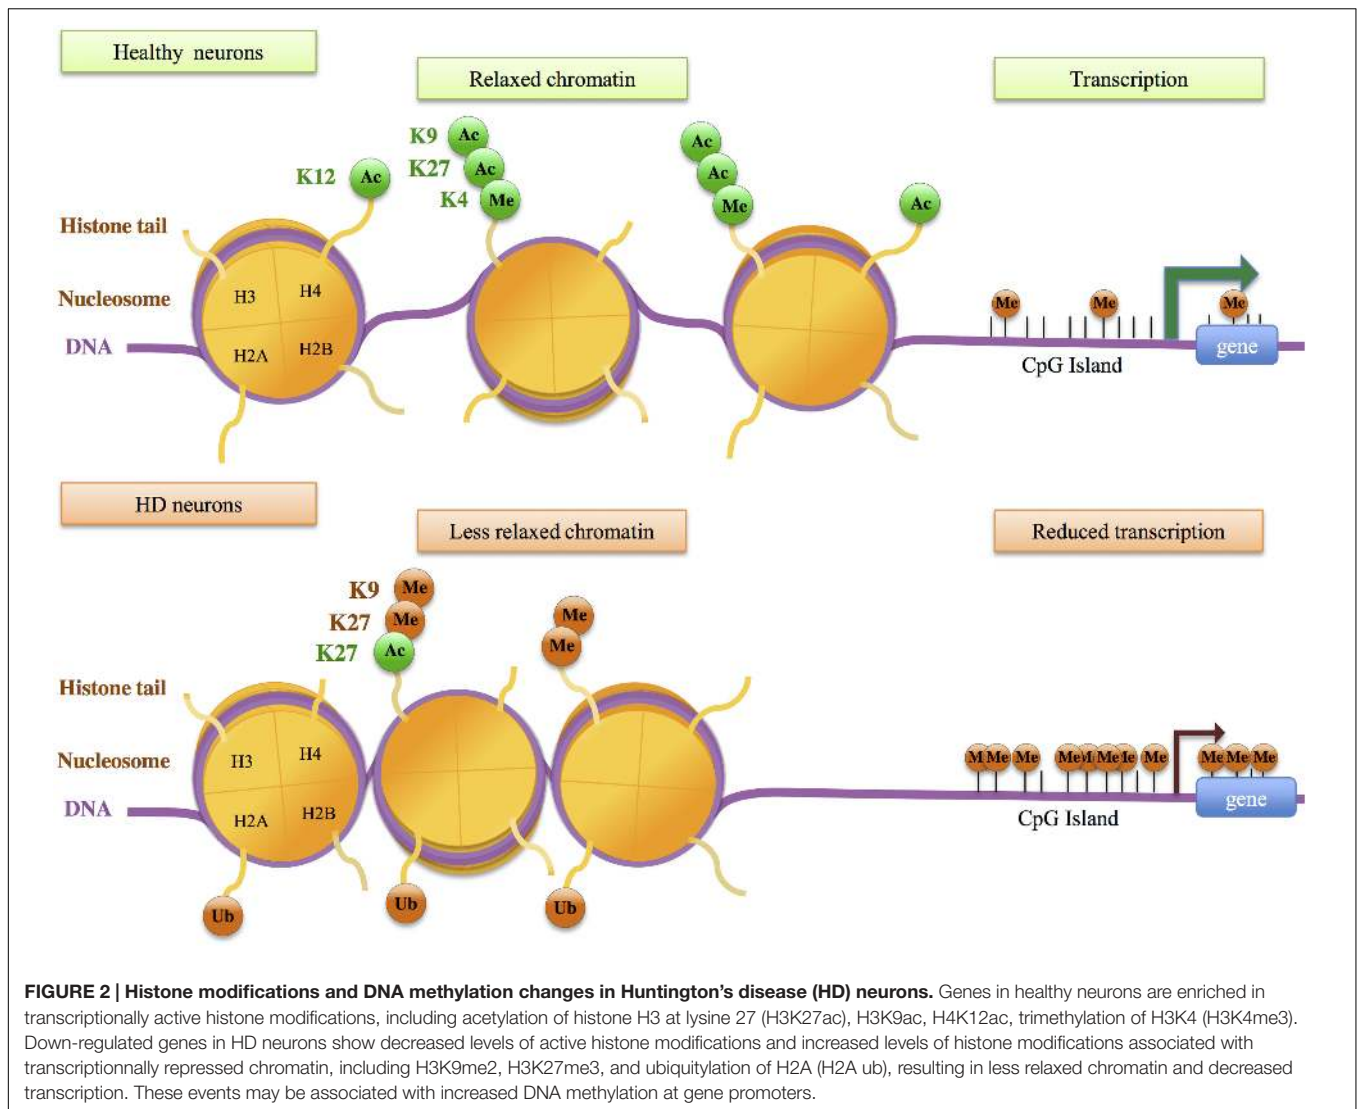 Healthy neurons
Relaxed chromatin
Transcription
K9 Ac
K27 Ac
K4 Me
K12 Ac
Ac
Ac
Me
Ac
Histone tail
Nucleosome
DNA
H3 H4
H2A H2B
Me Me Me
CpG Island
gene
HD neurons
Less relaxed chromatin
Reduced transcription
K9 Me
K27 Me
K27 Ac
Me
Me
Histone tail
Nucleosome
DNA
H3 H4
H2A H2B
Me Me Me Me Me Me Me Me
CpG Island
gene
Ub Ub Ub
FIGURE 2 | Histone modifications and DNA methylation changes in Huntington's disease (HD) neurons. Genes in healthy neurons are enriched in
transcriptionally active histone modifications, including acetylation of histone H3 at lysine 27 (H3K27ac), H3K9ac, H4K12ac, trimethylation of H3K4 (H3K4me3).
Down-regulated genes in HD neurons show decreased levels of active histone modifications and increased levels of histone modifications associated with
transcriptionnally repressed chromatin, including H3K9me2, H3K27me3, and ubiquitylation of H2A (H2A ub), resulting in less relaxed chromatin and decreased
transcription. These events may be associated with increased DNA methylation at gene promoters.